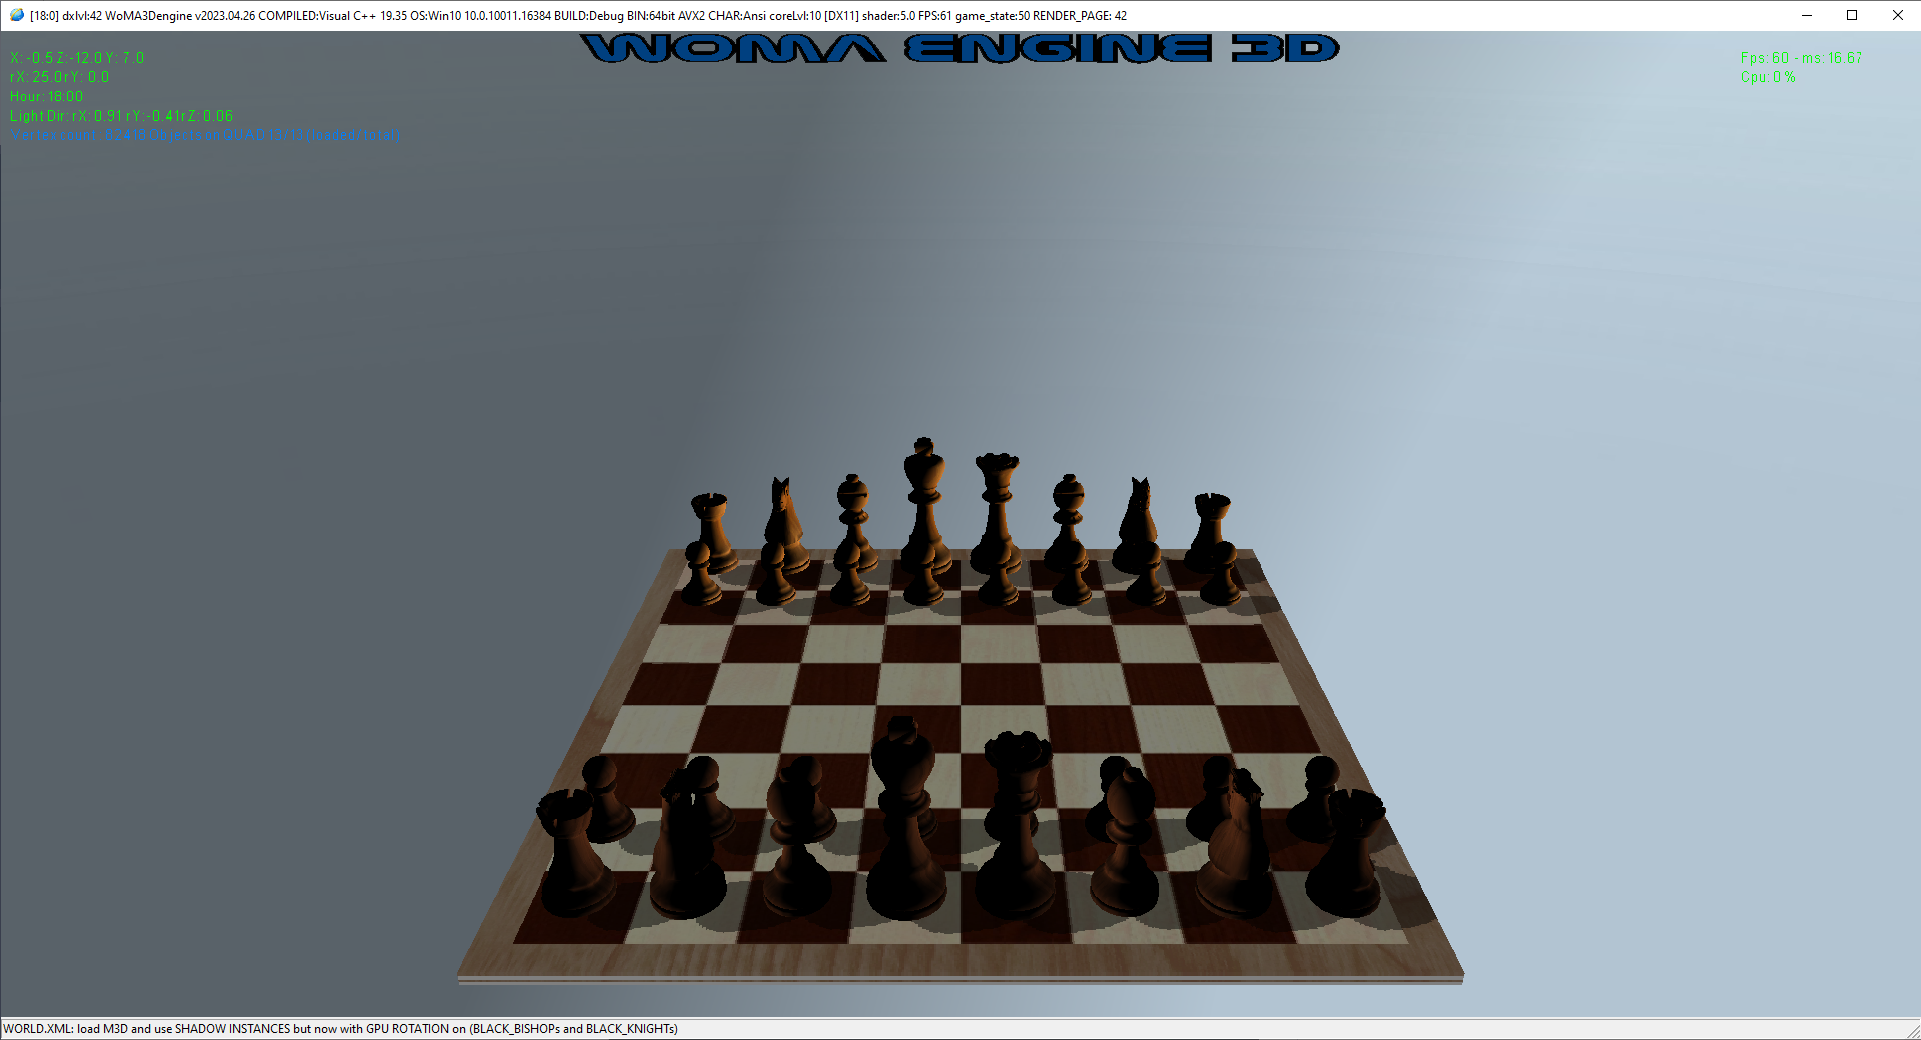 [18:0] dxlvl:42 WoMA3Dengine v2023.04.26 COMPILED:Visual C++ 19.35 OS:Win10 10.0.10011.16384 BUILD:Debug BIN:64bit AVX2 CHAR:Ansi coreLvl:10 [DX11] shader:5.0 FPS:61 game_state:50 RENDER_PAGE: 42
WOMA ENGINE 3D
X: -0.5 Z:-12.0 Y: 7.0
rX: 25.0 rY: 0.0
Hour: 18:00
Light Dir: rX: 0.91 rY:-0.41 rZ: 0.06
Fps: 60 - ms: 16.67
Cpu: 0 %
WORLD.XML: load M3D and use SHADOW INSTANCES but now with GPU ROTATION on (BLACK_BISHOPs and BLACK_KNIGHTs)